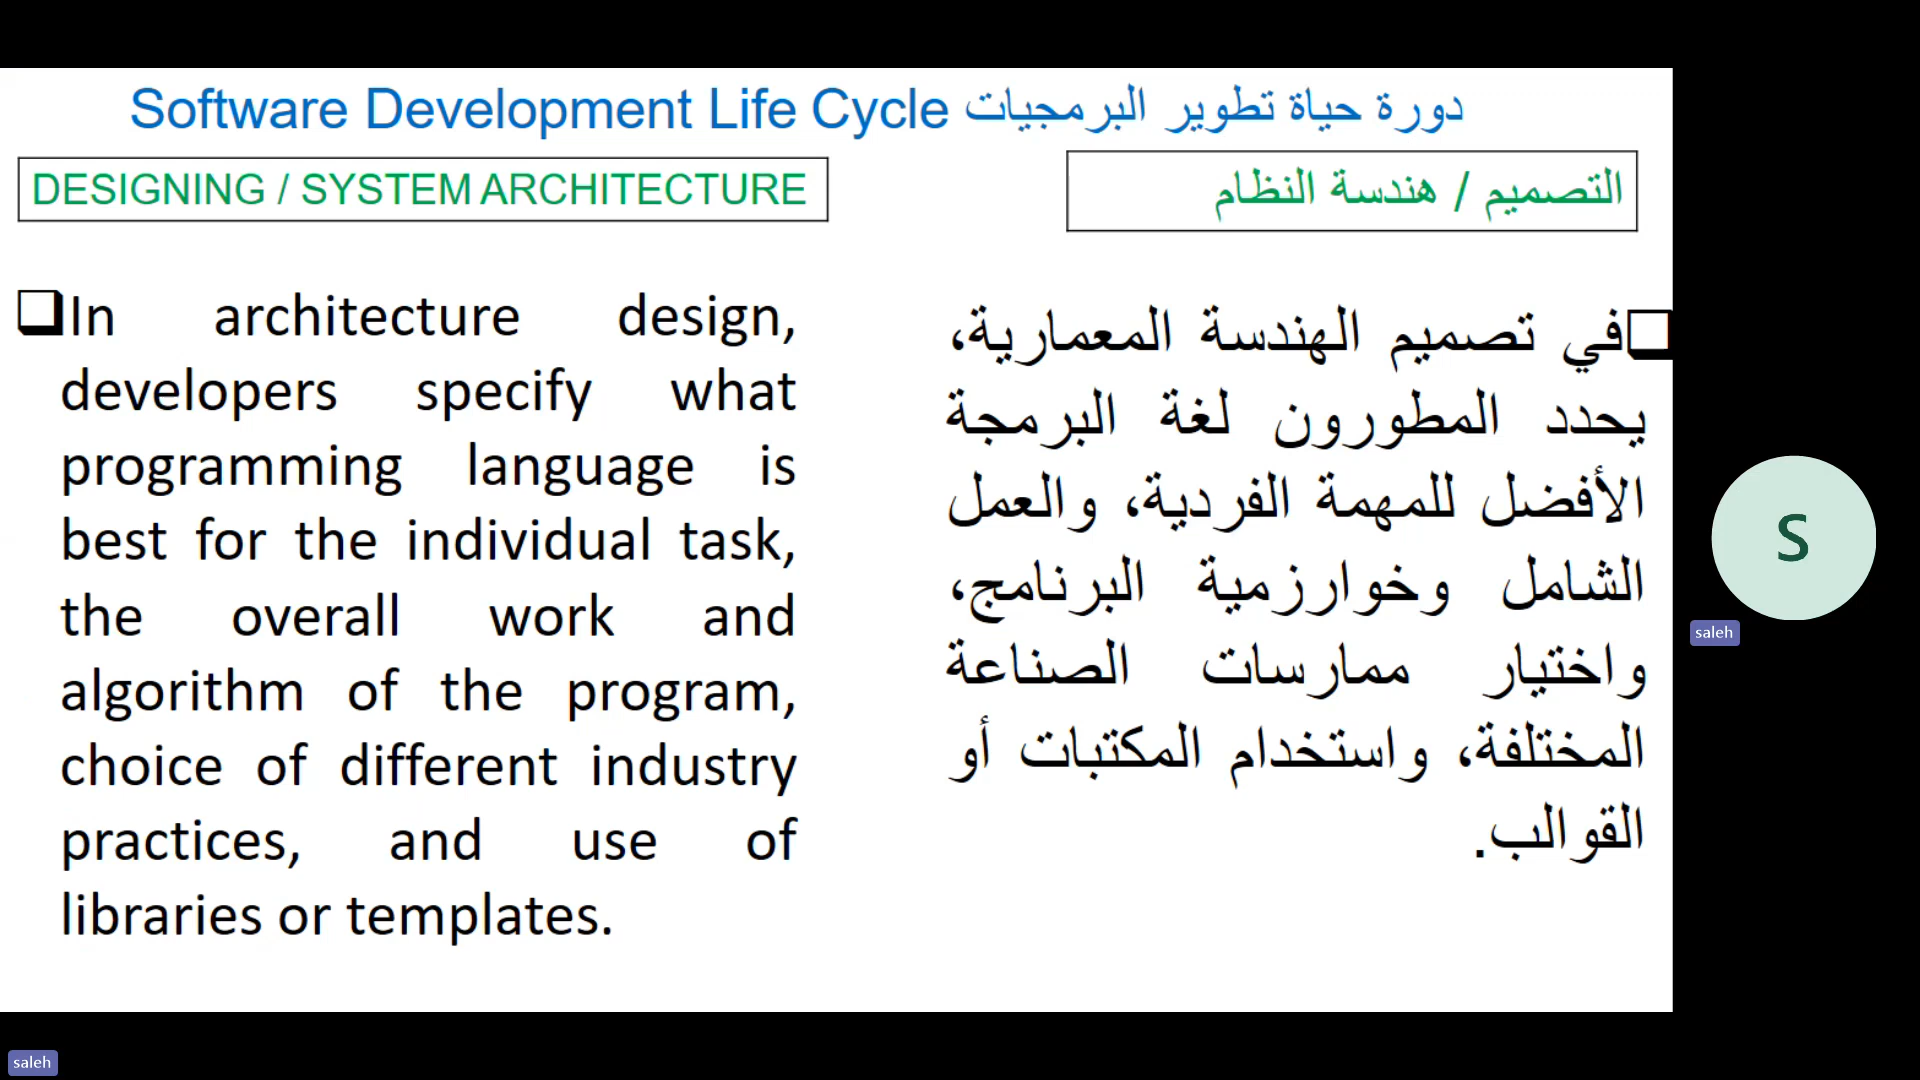 Software Development Life Cycle دورة حياة تطوير البرمجيات
DESIGNING / SYSTEM ARCHITECTURE
In architecture design,
developers specify what
programming language is
best for the individual task,
the overall work and
algorithm of the program,
choice of different industry
practices, and use of
libraries or templates.
التصميم / هندسة النظام
في تصميم الهندسة المعمارية،
يحدد المطورون لغة البرمجة
الأفضل للمهمة الفردية، والعمل
الشامل وخوارزمية البرنامج،
واختيار ممارسات الصناعة
المختلفة، واستخدام المكتبات أو
القوالب.
S
saleh
saleh